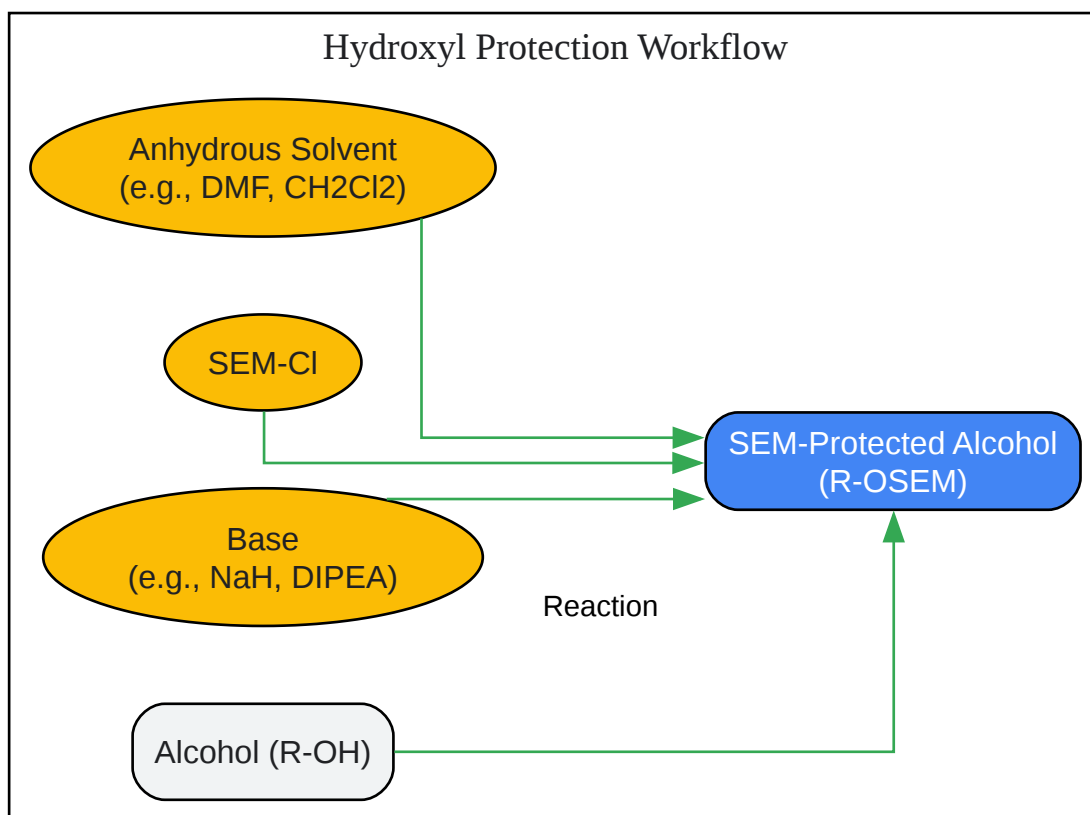 Hydroxyl Protection Workflow
Anhydrous Solvent
(e.g., DMF, CH2Cl2)
SEM-Cl
SEM-Protected Alcohol
(R-OSEM)
Base
(e.g., NaH, DIPEA)
Reaction
Alcohol (R-OH)